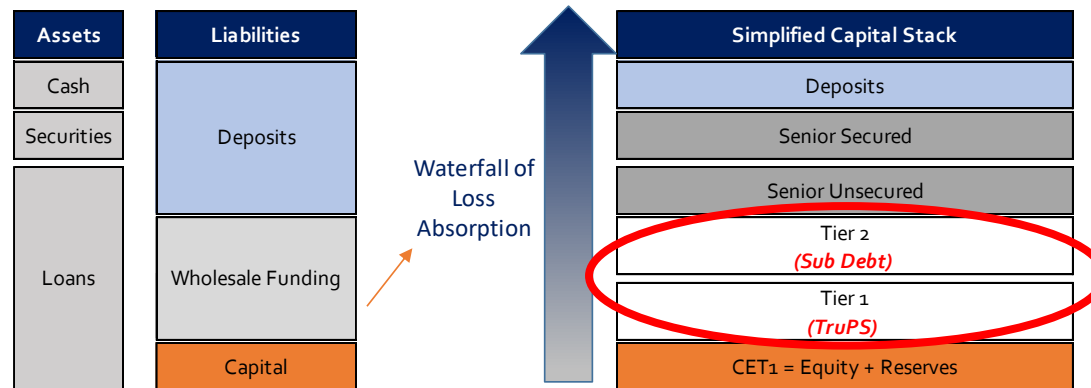 Assets
Cash
Securities
Loans
Liabilities
Deposits
Wholesale Funding
Capital
Waterfall of
Loss
Absorption
Simplified Capital Stack
Deposits
Senior Secured
Senior Unsecured
Tier 2
(Sub Debt)
Tier 1
(TruPS)
CET1 = Equity + Reserves